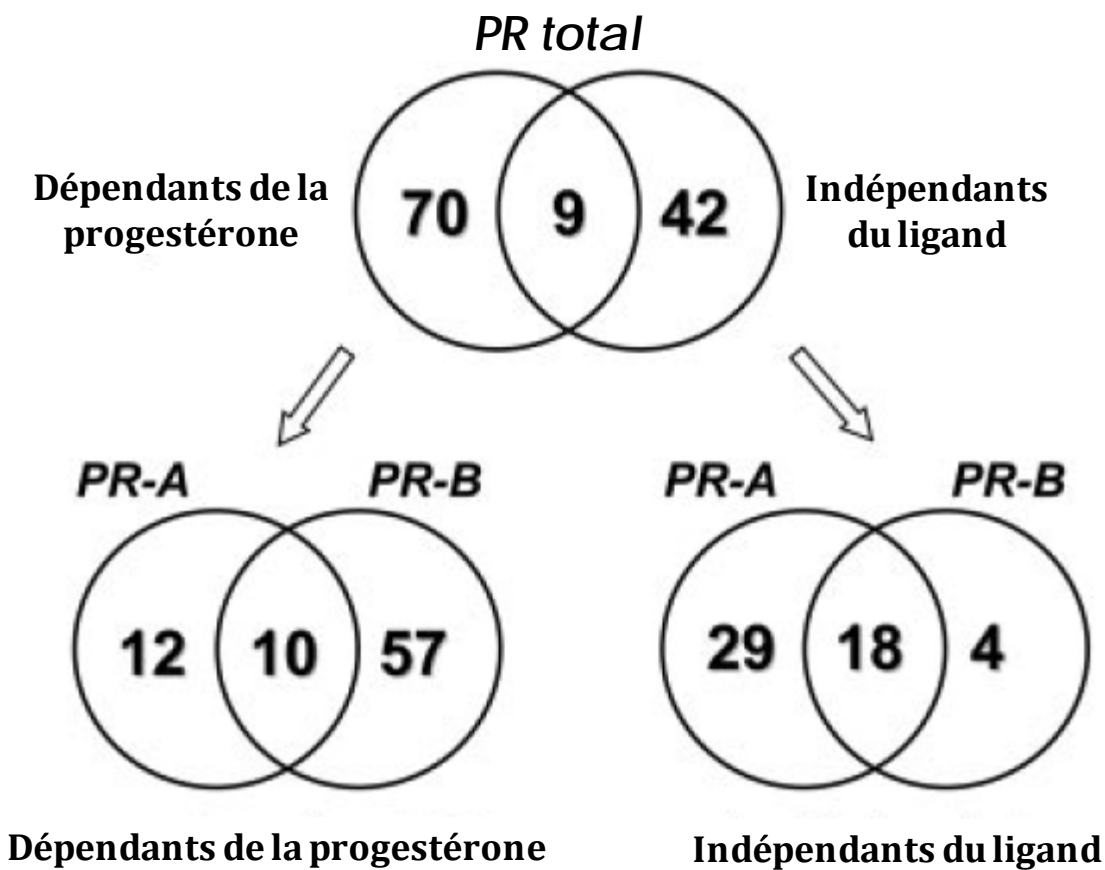 PR total
Dépendants de la
progestérone
70 9 42
Indépendants
du ligand
PR-A PR-B
12 10 57
Dépendants de la progestérone
PR-A PR-B
29 18 4
Indépendants du ligand